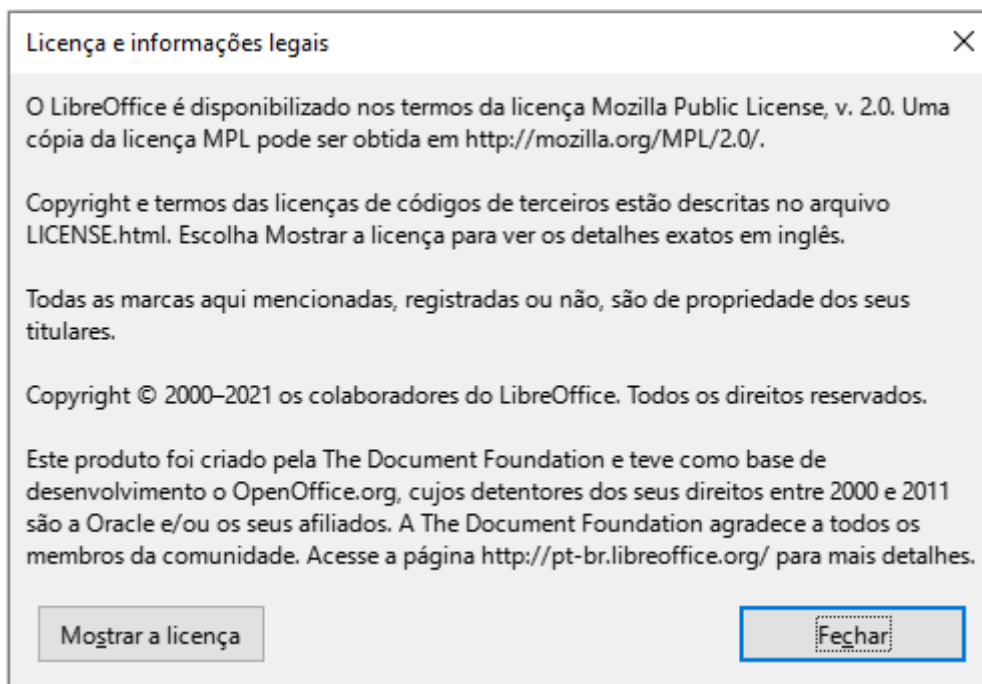 Licença e informações legais
O LibreOffice é disponibilizado nos termos da licença Mozilla Public License, v. 2.0. Uma
cópia da licença MPL pode ser obtida em http://mozilla.org/MPL/2.0/.
Copyright e termos das licenças de códigos de terceiros estão descritas no arquivo
LICENSE.html. Escolha Mostrar a licença para ver os detalhes exatos em inglês.
Todas as marcas aqui mencionadas, registradas ou não, são de propriedade dos seus
titulares.
Copyright © 2000–2021 os colaboradores do LibreOffice. Todos os direitos reservados.
Este produto foi criado pela The Document Foundation e teve como base de
desenvolvimento o OpenOffice.org, cujos detentores dos seus direitos entre 2000 e 2011
são a Oracle e/ou os seus afiliados. A The Document Foundation agradece a todos os
membros da comunidade. Acesse a página http://pt-br.libreoffice.org/ para mais detalhes.
Mostrar a licença
Fechar